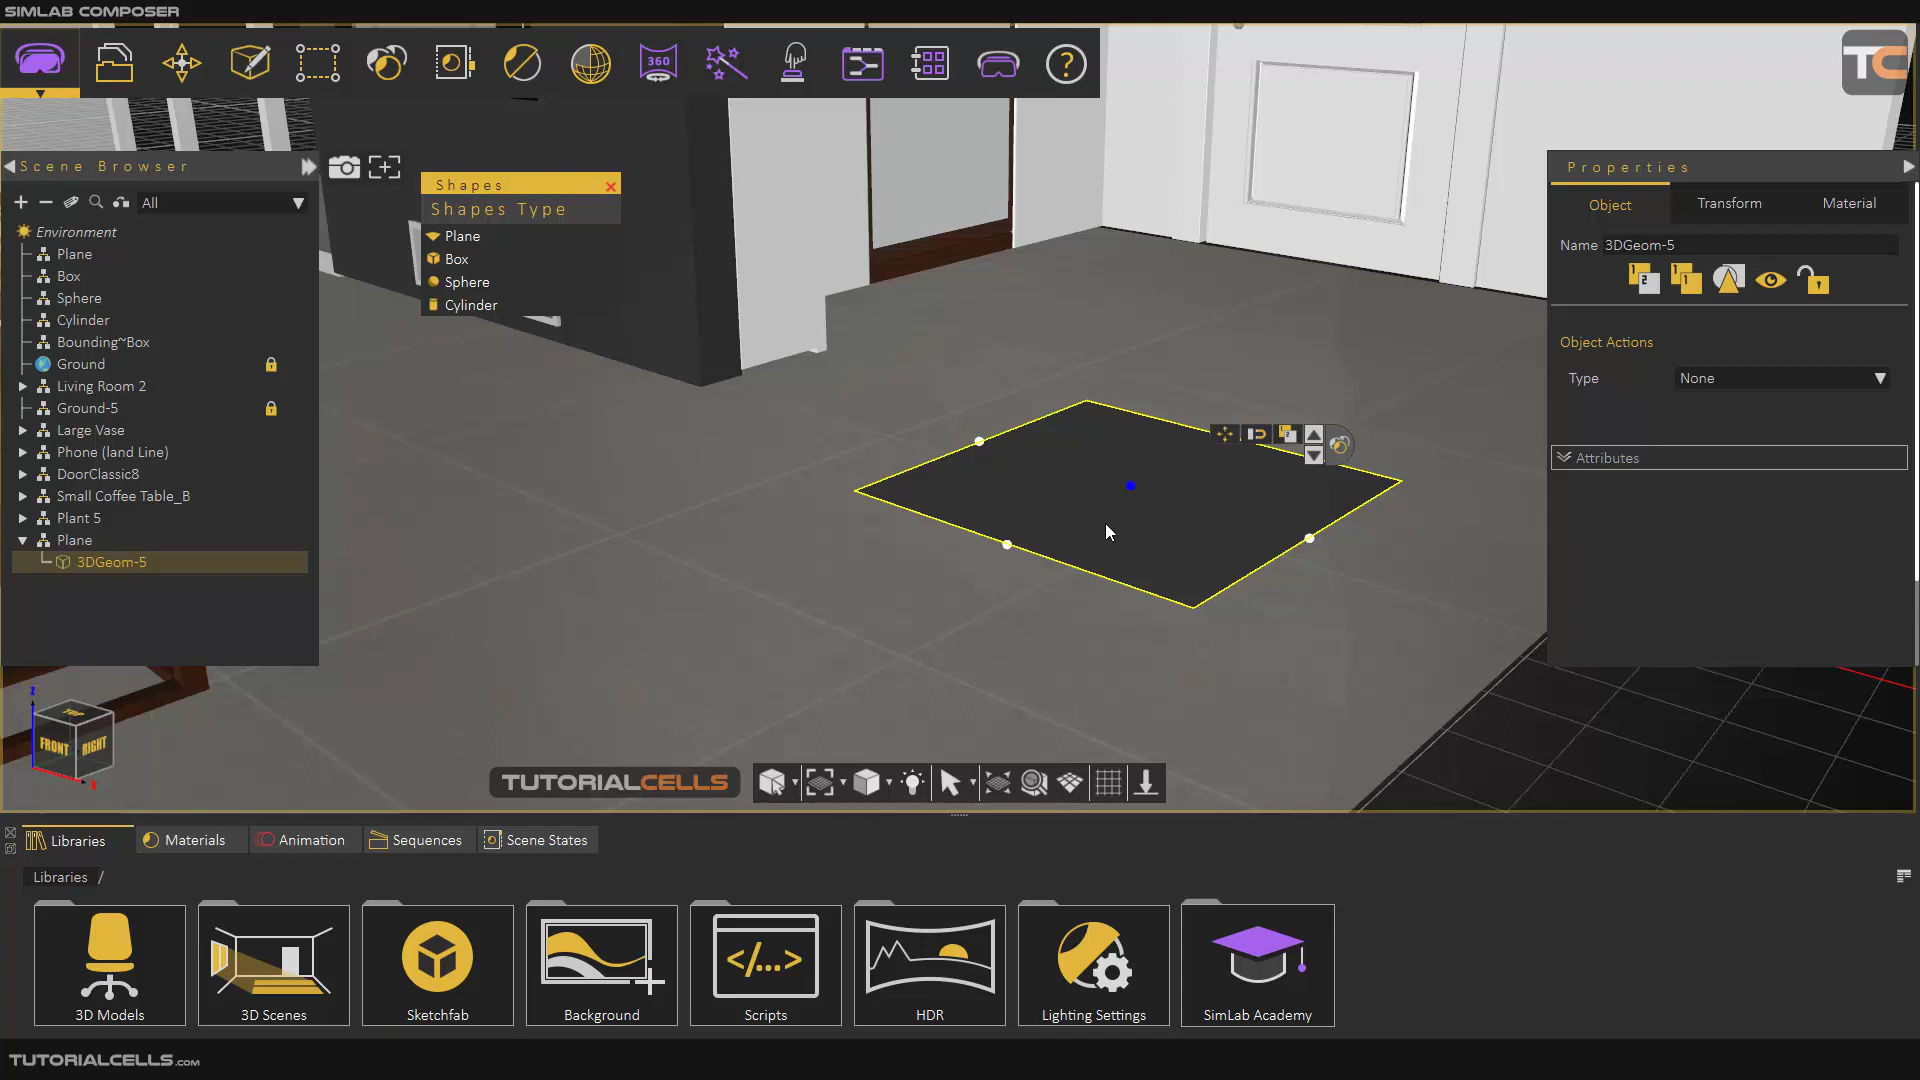 SIMLAB COMPOSER
360
?
TC
Scene Browser
All
Environment
Plane
Box
Sphere
Cylinder
Bounding~Box
Ground
Living Room 2
Ground-5
Large Vase
Phone (land Line)
DoorClassic8
Small Coffee Table_B
Plant 5
Plane
3DGeom-5
Shapes
Shapes Type
Plane
Box
Sphere
Cylinder
Properties
Object Transform Material
Name 3DGeom-5
Object Actions
Type None
Attributes
TOP
FRONT RIGHT
TUTORIALCELLS
Libraries Materials Animation Sequences Scene States
Libraries /
</...>
3D Models 3D Scenes Sketchfab Background Scripts HDR Lighting Settings SimLab Academy
TUTORIALCELLS.COM